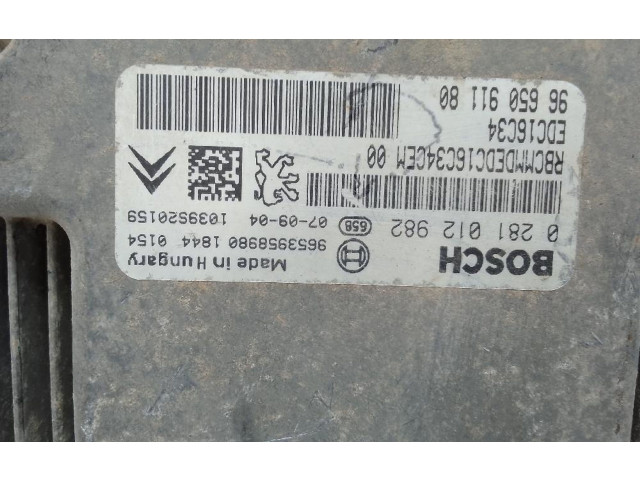 BOSCH
Made in Hungary
0 281 012 982
9653958980 1844 0154
658
07-09-04 1039S20159
RBCMMDEDC16C34CEM 00
EDC16C34
96 650 911 80